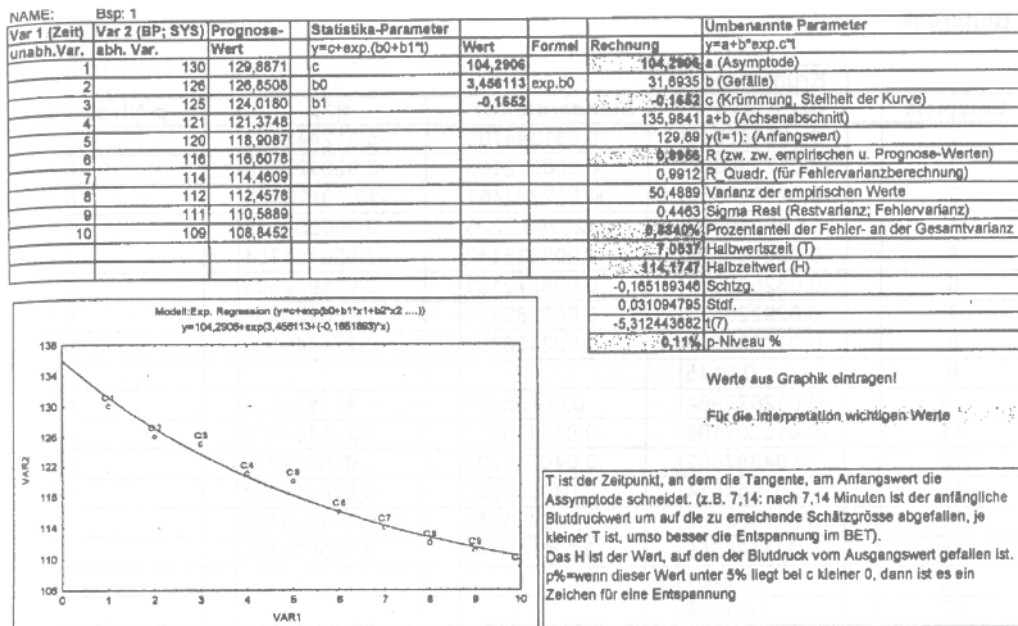 NAME: Bsp: 1
Var 1 (Zeit) Var 2 (BP; SYS) Prognose- Statistika-Parameter Umbenannte Parameter
unabh.Var. abh. Var. Wert y=c+exp.(b0+b1*t) Wert Formel Rechnung y=a+b*exp.c*t
1 130 129,8871 c 104,2906 104,2906 a (Asymptode)
2 126 126,8508 b0 3,456113 exp.b0 31,6935 b (Gefälle)
3 125 124,0180 b1 -0,1652 -0,1652 c (Krümmung, Steilheit der Kurve)
4 121 121,3748 135,9841 a+b (Achsenabschnitt)
5 120 118,9087 129,89 y(t=1): (Anfangswert)
6 116 116,6078 0,9956 R (zw. zw. empirischen u. Prognose-Werten)
7 114 114,4609 0,9912 R_Quadr. (für Fehlervarianzberechnung)
8 112 112,4578 50,4889 Varianz der empirischen Werte
9 111 110,5889 0,4463 Sigma Rest (Restvarianz; Fehlervarianz)
10 109 108,8452 0,8840% Prozentanteil der Fehler- an der Gesamtvarianz
7,0537 Halbwertszeit (T)
114,1747 Halbzeitwert (H)
-0,165189346 Schtzg.
0,031094795 Stdf.
-5,312443682 t(7)
0,11% p-Niveau %
Werte aus Graphik eintragen!
Für die Interpretation wichtigen Werte
Modell:Exp. Regression (y=c+exp(b0+b1*x1+b2*x2 ....))
y=104,2906+exp(3,456113+(-0,1651893)*x)
138
C:1
130
C:2
C:3
126
VAR2
122
C:4
C:5
118
C:6
114
C:7
C:8
C:9
110
106
0 1 2 3 4 5 6 7 8 9 10
VAR1
T ist der Zeitpunkt, an dem die Tangente, am Anfangswert die
Assymptode schneidet. (z.B. 7,14: nach 7,14 Minuten ist der anfängliche
Blutdruckwert um auf die zu erreichende Schätzgrösse abgefallen, je
kleiner T ist, umso besser die Entspannung im BET).
Das H ist der Wert, auf den der Blutdruck vom Ausgangswert gefallen ist.
p%=wenn dieser Wert unter 5% liegt bei c kleiner 0, dann ist es ein
Zeichen für eine Entspannung